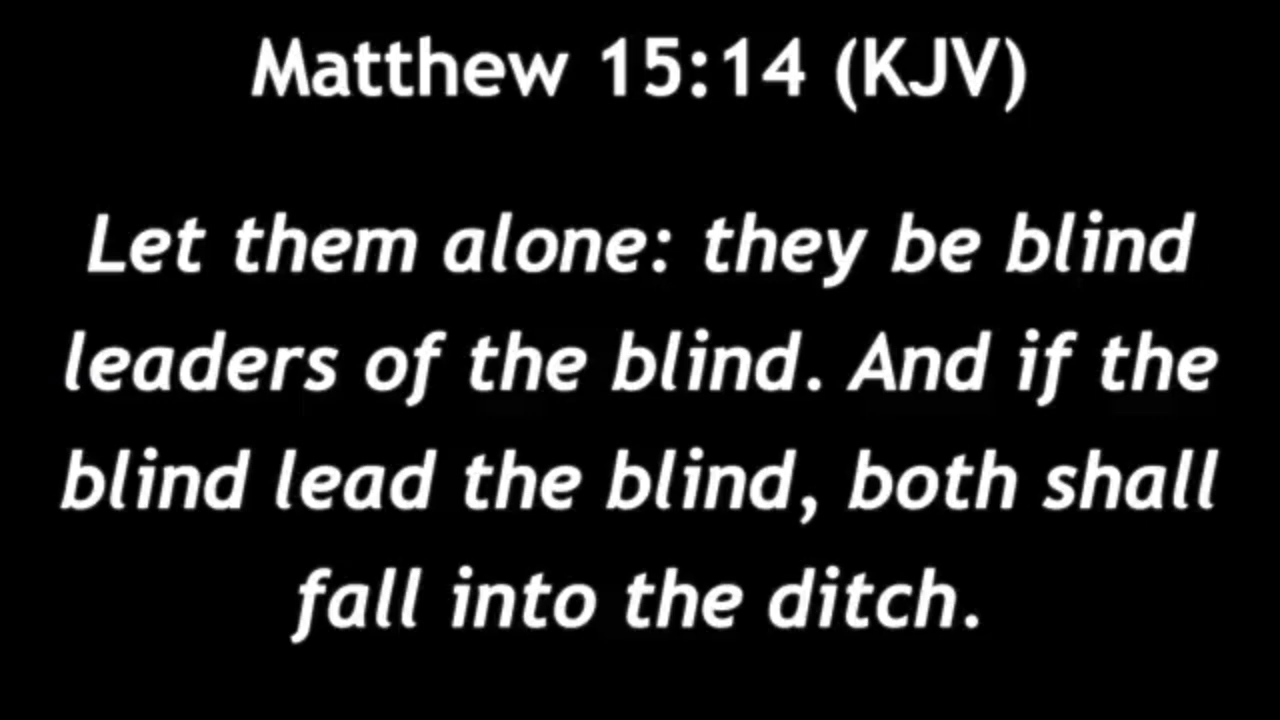 Matthew 15:14 (KJV)
Let them alone: they be blind
leaders of the blind. And if the
blind lead the blind, both shall
fall into the ditch.